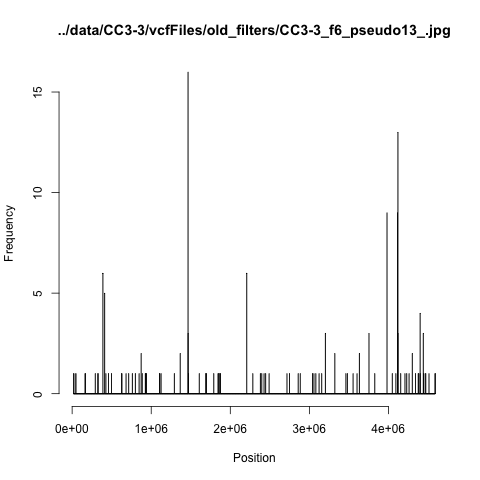 ../data/CC3-3/vcfFiles/old_filters/CC3-3_f6_pseudo13_.jpg
Frequency
15
10
5
0
0e+00 1e+06 2e+06 3e+06 4e+06
Position